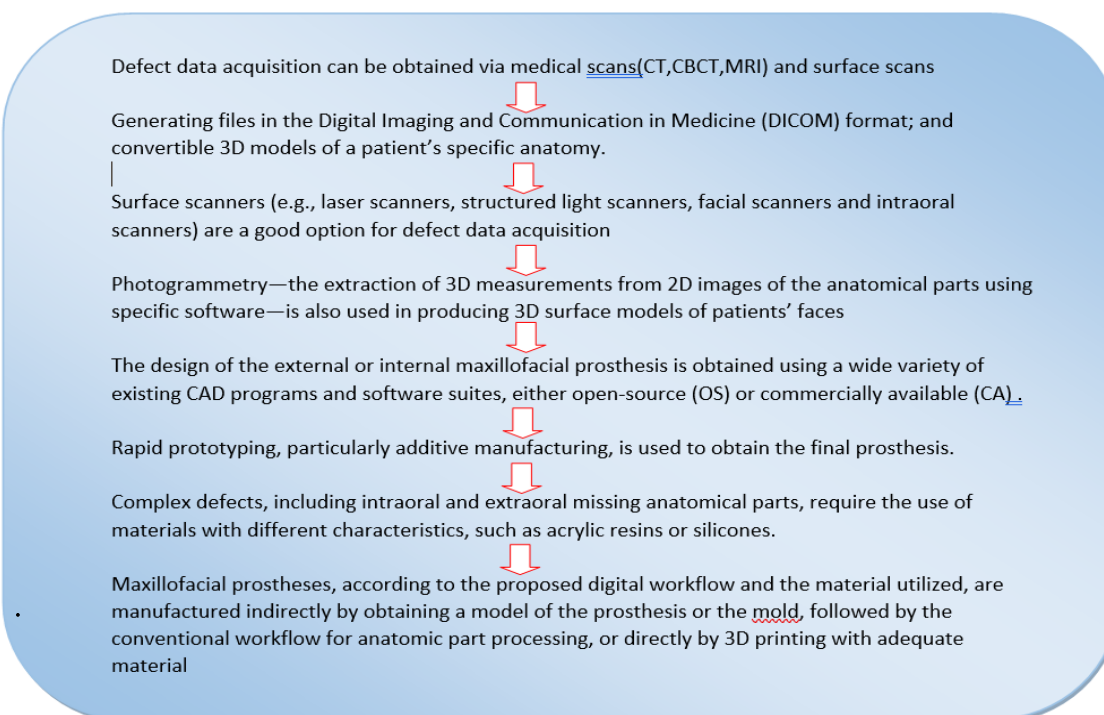 Defect data acquisition can be obtained via medical scans(CT,CBCT,MRI) and surface scans
Generating files in the Digital Imaging and Communication in Medicine (DICOM) format; and
convertible 3D models of a patient’s specific anatomy.
Surface scanners (e.g., laser scanners, structured light scanners, facial scanners and intraoral
scanners) are a good option for defect data acquisition
Photogrammetry—the extraction of 3D measurements from 2D images of the anatomical parts using
specific software—is also used in producing 3D surface models of patients’ faces
The design of the external or internal maxillofacial prosthesis is obtained using a wide variety of
existing CAD programs and software suites, either open-source (OS) or commercially available (CA) .
Rapid prototyping, particularly additive manufacturing, is used to obtain the final prosthesis.
Complex defects, including intraoral and extraoral missing anatomical parts, require the use of
materials with different characteristics, such as acrylic resins or silicones.
Maxillofacial prostheses, according to the proposed digital workflow and the material utilized, are
manufactured indirectly by obtaining a model of the prosthesis or the mold, followed by the
conventional workflow for anatomic part processing, or directly by 3D printing with adequate
material